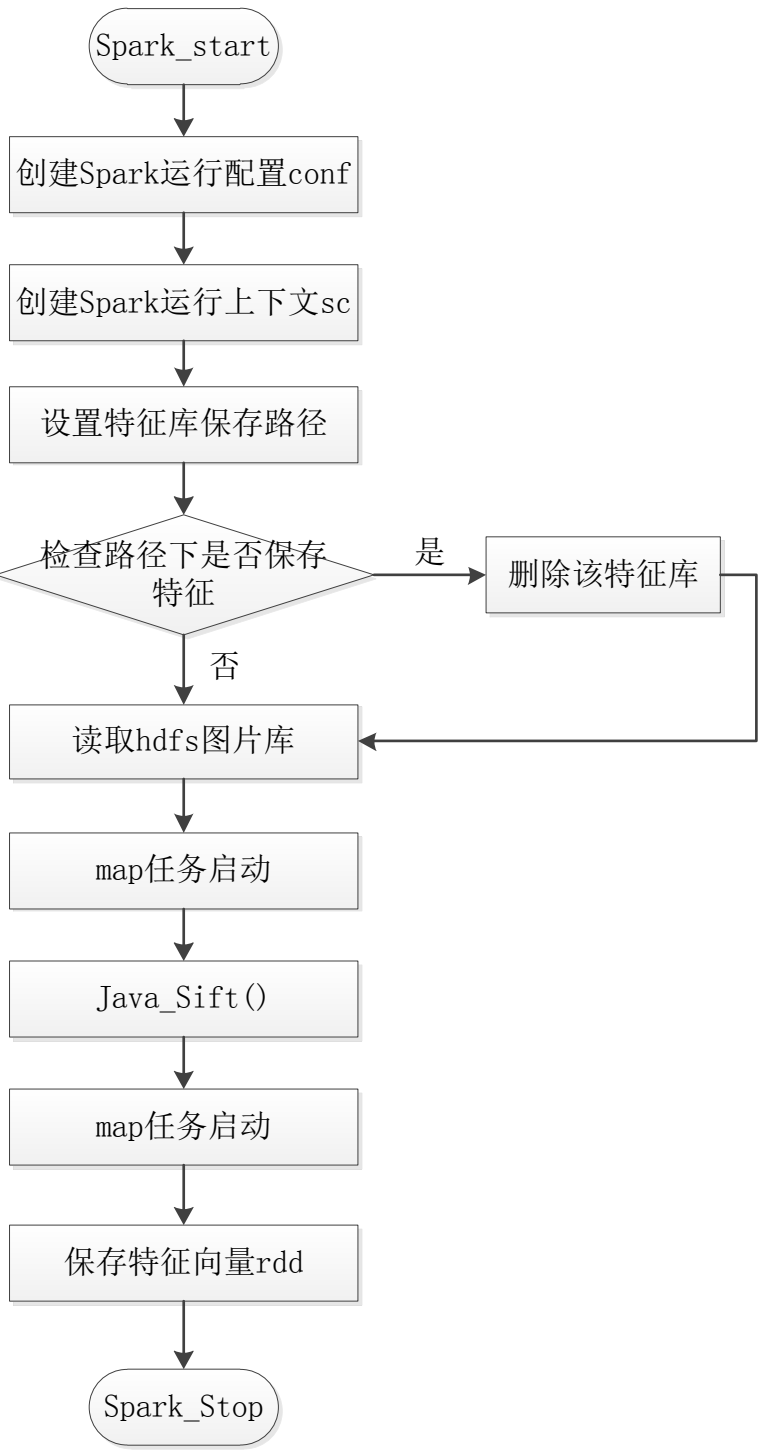 Spark_start
创建Spark运行配置conf
创建Spark运行上下文sc
设置特征库保存路径
检查路径下是否保存
特征
是
删除该特征库
否
读取hdfs图片库
map任务启动
Java_Sift()
map任务启动
保存特征向量rdd
Spark_Stop